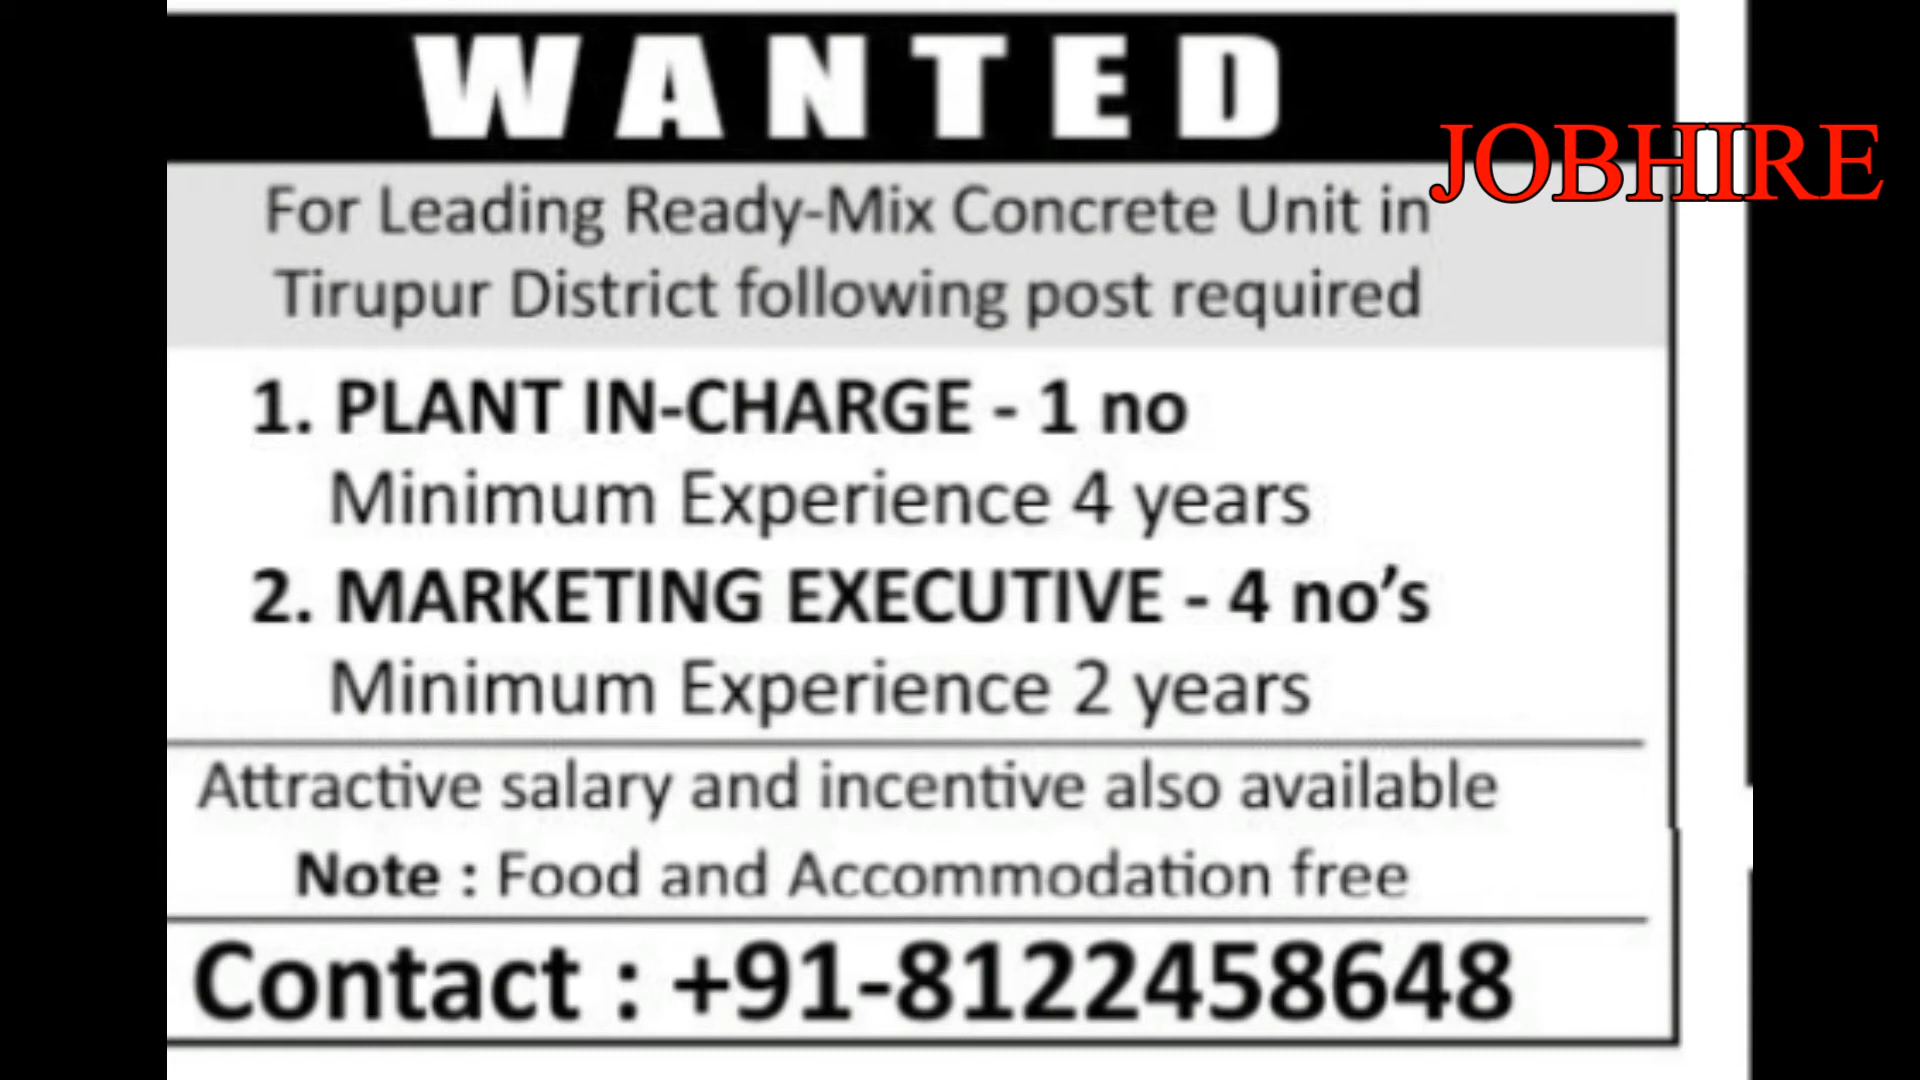 WANTED
JOBHIRE
For Leading Ready-Mix Concrete Unit in
Tirupur District following post required
1. PLANT IN-CHARGE - 1 no
Minimum Experience 4 years
2. MARKETING EXECUTIVE - 4 no’s
Minimum Experience 2 years
Attractive salary and incentive also available
Note : Food and Accommodation free
Contact : +91-8122458648